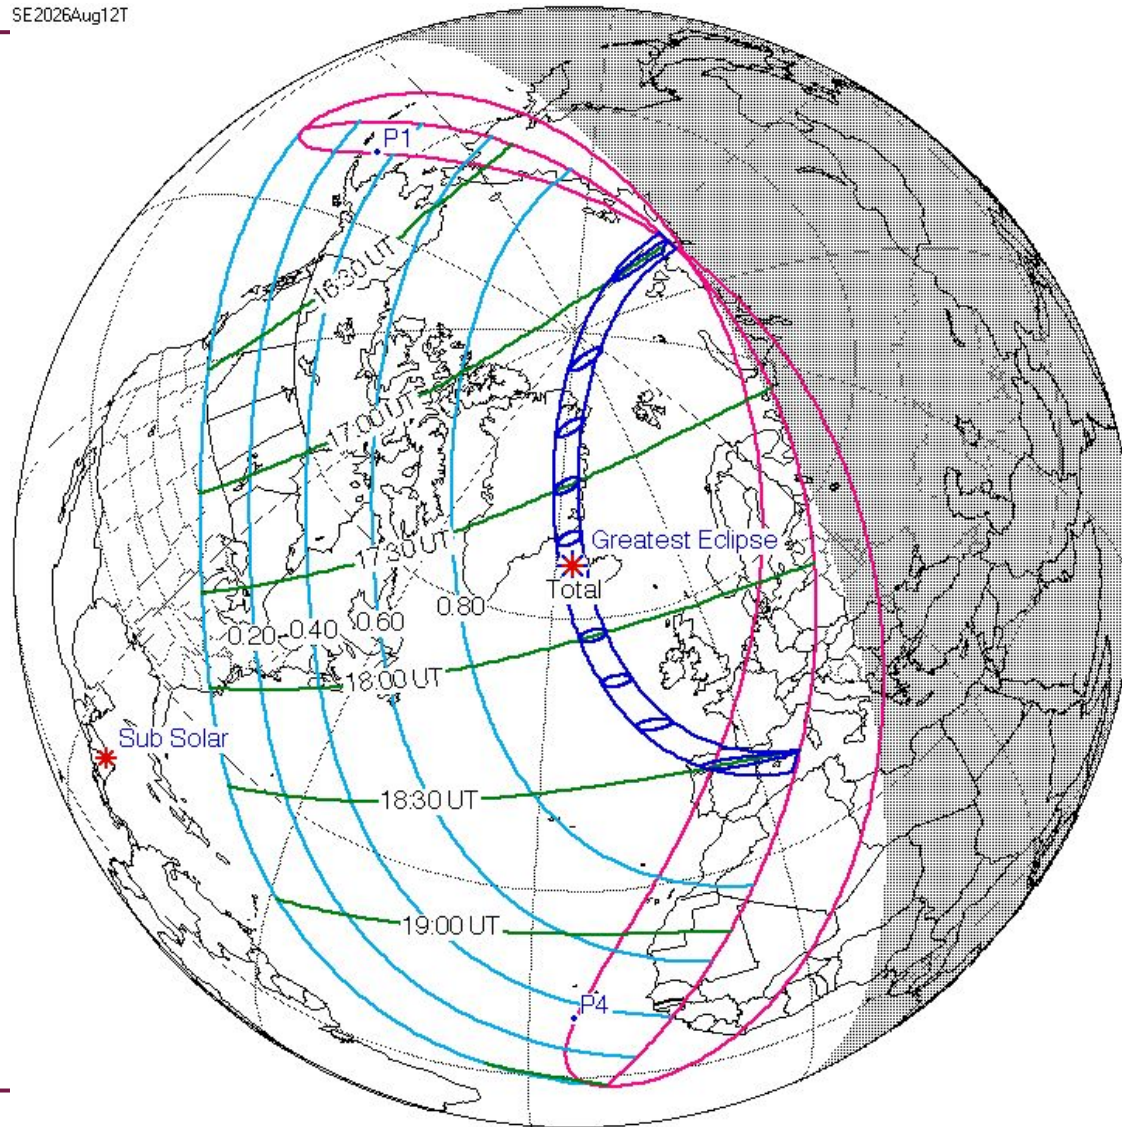 SE2026Aug12T
P1
16:30 UT
17:00 UT
17:30 UT
Greatest Eclipse
Total
0.20
0.40
0.60
0.80
18:00 UT
Sub Solar
18:30 UT
19:00 UT
P4